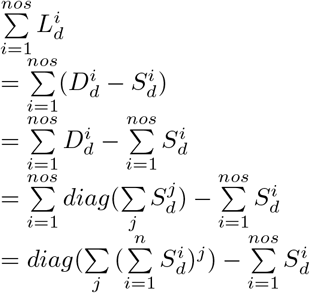 \sum_{i=1}^{nos} L_d^i
= \sum_{i=1}^{nos} (D_d^i - S_d^i)
= \sum_{i=1}^{nos} D_d^i - \sum_{i=1}^{nos} S_d^i
= \sum_{i=1}^{nos} diag(\sum_j S_d^j) - \sum_{i=1}^{nos} S_d^i
= diag(\sum_j (\sum_{i=1}^{n} S_d^i)^j) - \sum_{i=1}^{nos} S_d^i